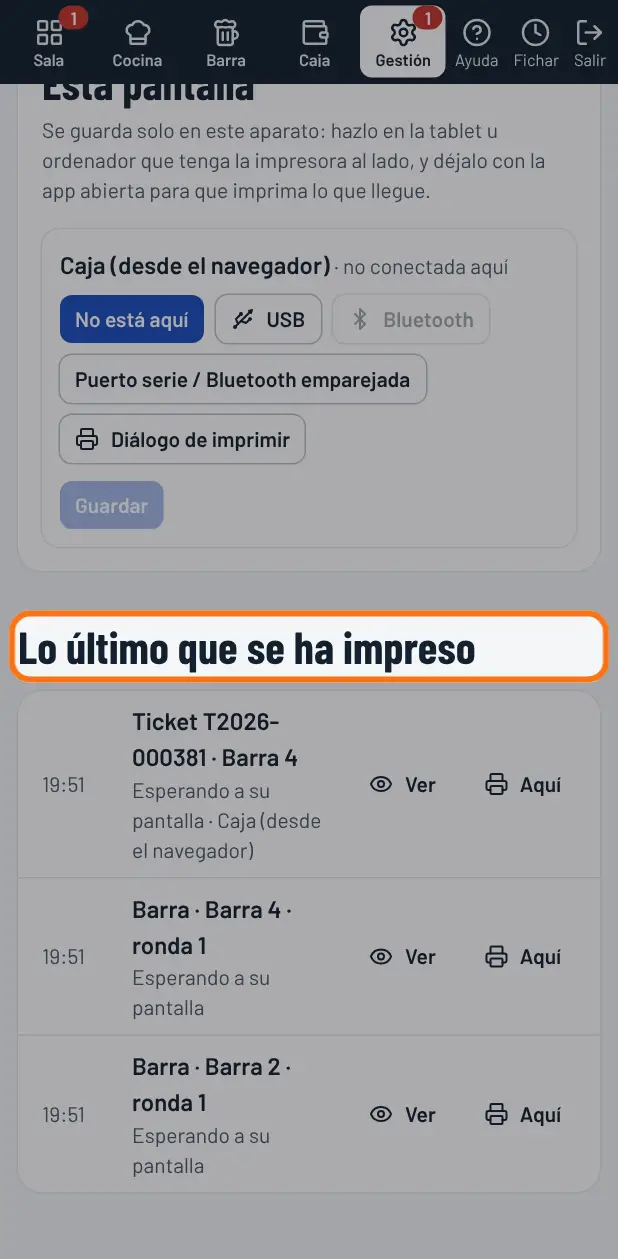 1
1
Sala
Cocina
Barra
Caja
Gestión
Ayuda
Fichar
Salir
Esta pantalla
Se guarda solo en este aparato: hazlo en la tablet u
ordenador que tenga la impresora al lado, y déjalo con la
app abierta para que imprima lo que llegue.
Caja (desde el navegador) · no conectada aquí
No está aquí
USB
Bluetooth
Puerto serie / Bluetooth emparejada
Diálogo de imprimir
Guardar
Lo último que se ha impreso
19:51
Ticket T2026-
000381 · Barra 4
Esperando a su
pantalla · Caja (desde
el navegador)
Ver
Aquí
19:51
Barra · Barra 4 ·
ronda 1
Esperando a su
pantalla
Ver
Aquí
19:51
Barra · Barra 2 ·
ronda 1
Esperando a su
pantalla
Ver
Aquí